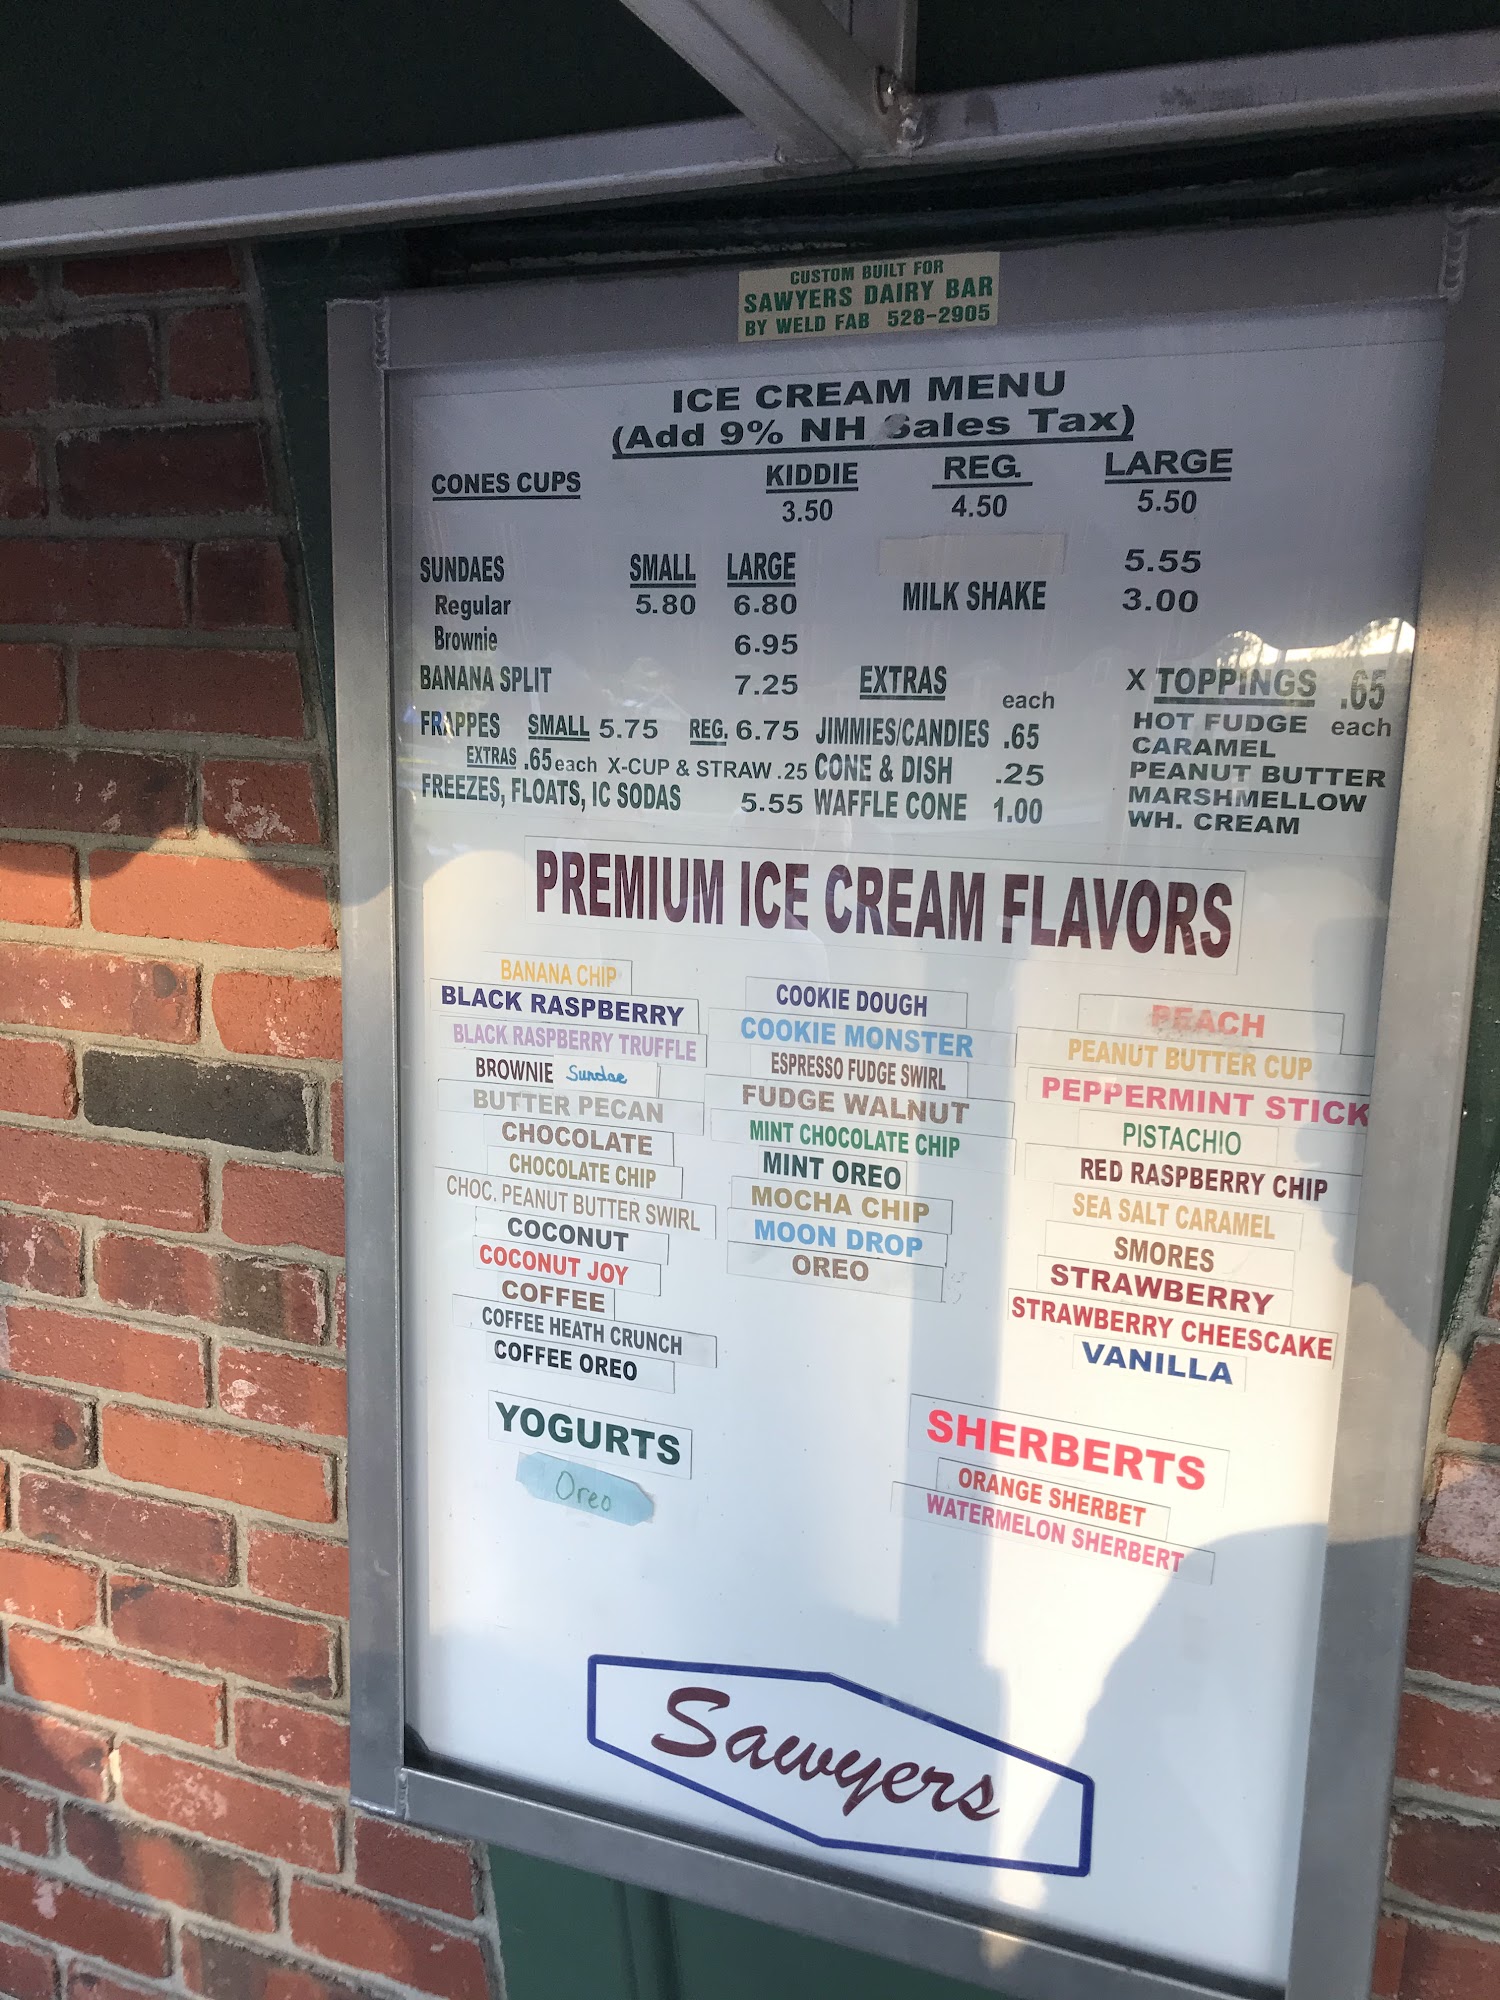 CUSTOM BUILT FOR
SAWYERS DAIRY BAR
BY WELD FAB 528-2905
ICE CREAM MENU
(Add 9% NH Sales Tax)
CONES CUPS KIDDIE REG. LARGE
3.50 4.50 5.50
SUNDAES SMALL LARGE 5.55
Regular 5.80 6.80 MILK SHAKE 3.00
Brownie 6.95
BANANA SPLIT 7.25 EXTRAS each X TOPPINGS .65
FRAPPES SMALL 5.75 REG. 6.75 JIMMIES/CANDIES .65 HOT FUDGE each
CARAMEL
EXTRAS .65 each X-CUP & STRAW .25 CONE & DISH .25 PEANUT BUTTER
FREEZES, FLOATS, IC SODAS 5.55 WAFFLE CONE 1.00 MARSHMELLOW
WH. CREAM
PREMIUM ICE CREAM FLAVORS
BANANA CHIP
BLACK RASPBERRY
BLACK RASPBERRY TRUFFLE
BROWNIE Sundae
BUTTER PECAN
CHOCOLATE
CHOCOLATE CHIP
CHOC. PEANUT BUTTER SWIRL
COCONUT
COCONUT JOY
COFFEE
COFFEE HEATH CRUNCH
COFFEE OREO
COOKIE DOUGH
COOKIE MONSTER
ESPRESSO FUDGE SWIRL
FUDGE WALNUT
MINT CHOCOLATE CHIP
MINT OREO
MOCHA CHIP
MOON DROP
OREO
PEACH
PEANUT BUTTER CUP
PEPPERMINT STICK
PISTACHIO
RED RASPBERRY CHIP
SEA SALT CARAMEL
SMORES
STRAWBERRY
STRAWBERRY CHEESCAKE
VANILLA
YOGURTS
Oreo
SHERBERTS
ORANGE SHERBET
WATERMELON SHERBERT
Sawyers